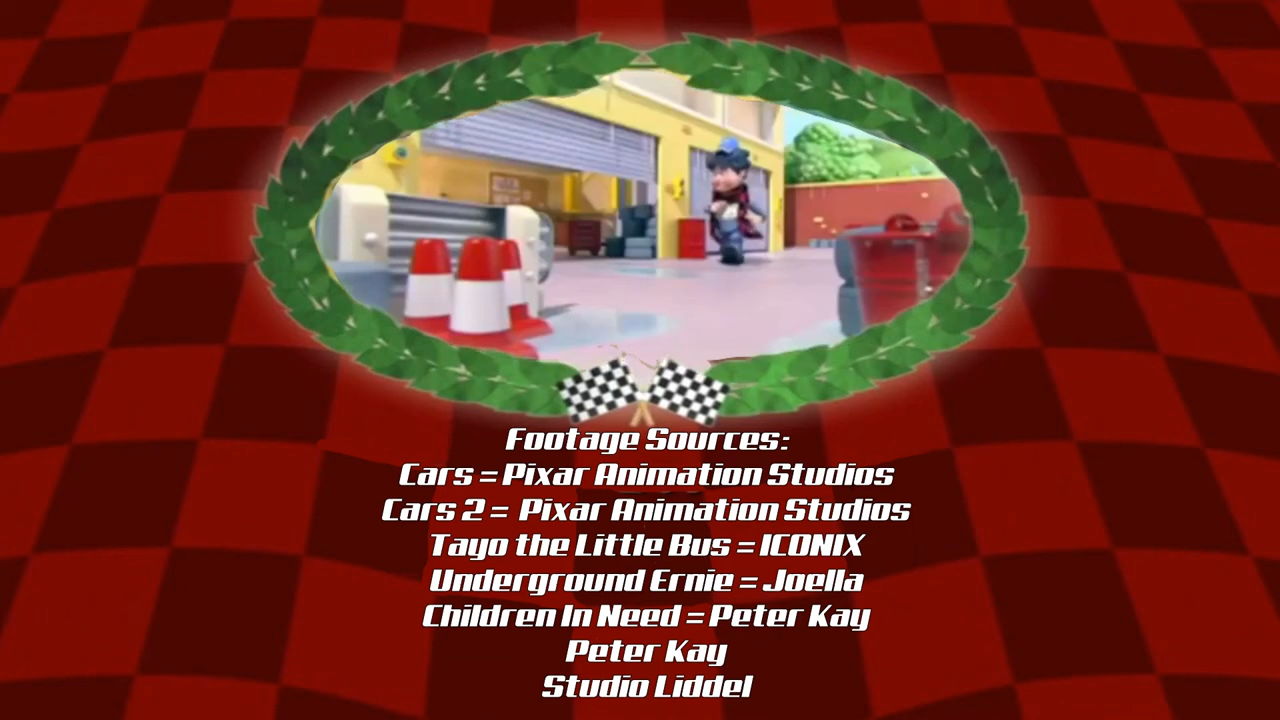 Footage Sources:
Cars = Pixar Animation Studios
Cars 2 = Pixar Animation Studios
Tayo the Little Bus = ICONIX
Underground Ernie = Joella
Children In Need = Peter Kay
Peter Kay
Studio Liddel